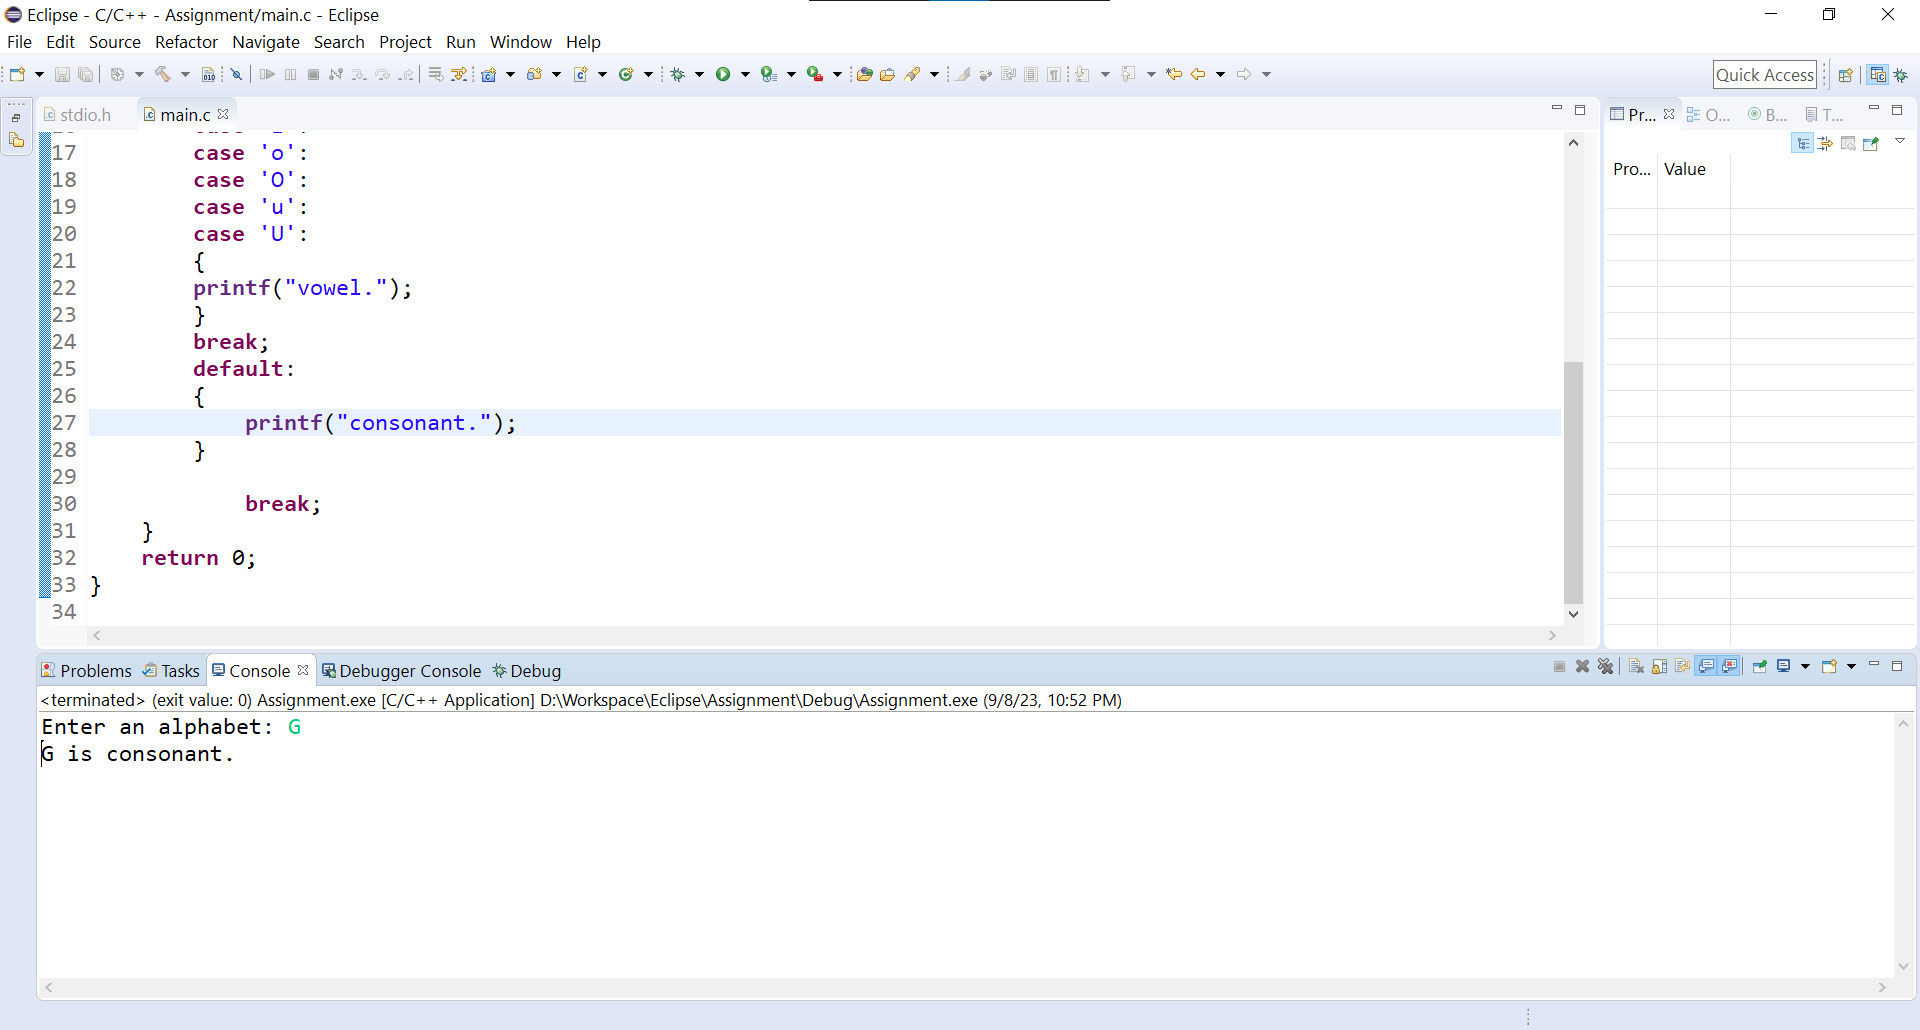 Eclipse - C/C++ - Assignment/main.c - Eclipse
File Edit Source Refactor Navigate Search Project Run Window Help
Quick Access
stdio.h main.c
Pr... O... B... T...
17 case 'o':
18 case 'O':
19 case 'u':
20 case 'U':
21 {
22 printf("vowel.");
23 }
24 break;
25 default:
26 {
27 printf("consonant.");
28 }
29
30 break;
31 }
32 return 0;
33 }
34
Pro... Value
Problems Tasks Console Debugger Console Debug
<terminated> (exit value: 0) Assignment.exe [C/C++ Application] D:\Workspace\Eclipse\Assignment\Debug\Assignment.exe (9/8/23, 10:52 PM)
Enter an alphabet: G
G is consonant.